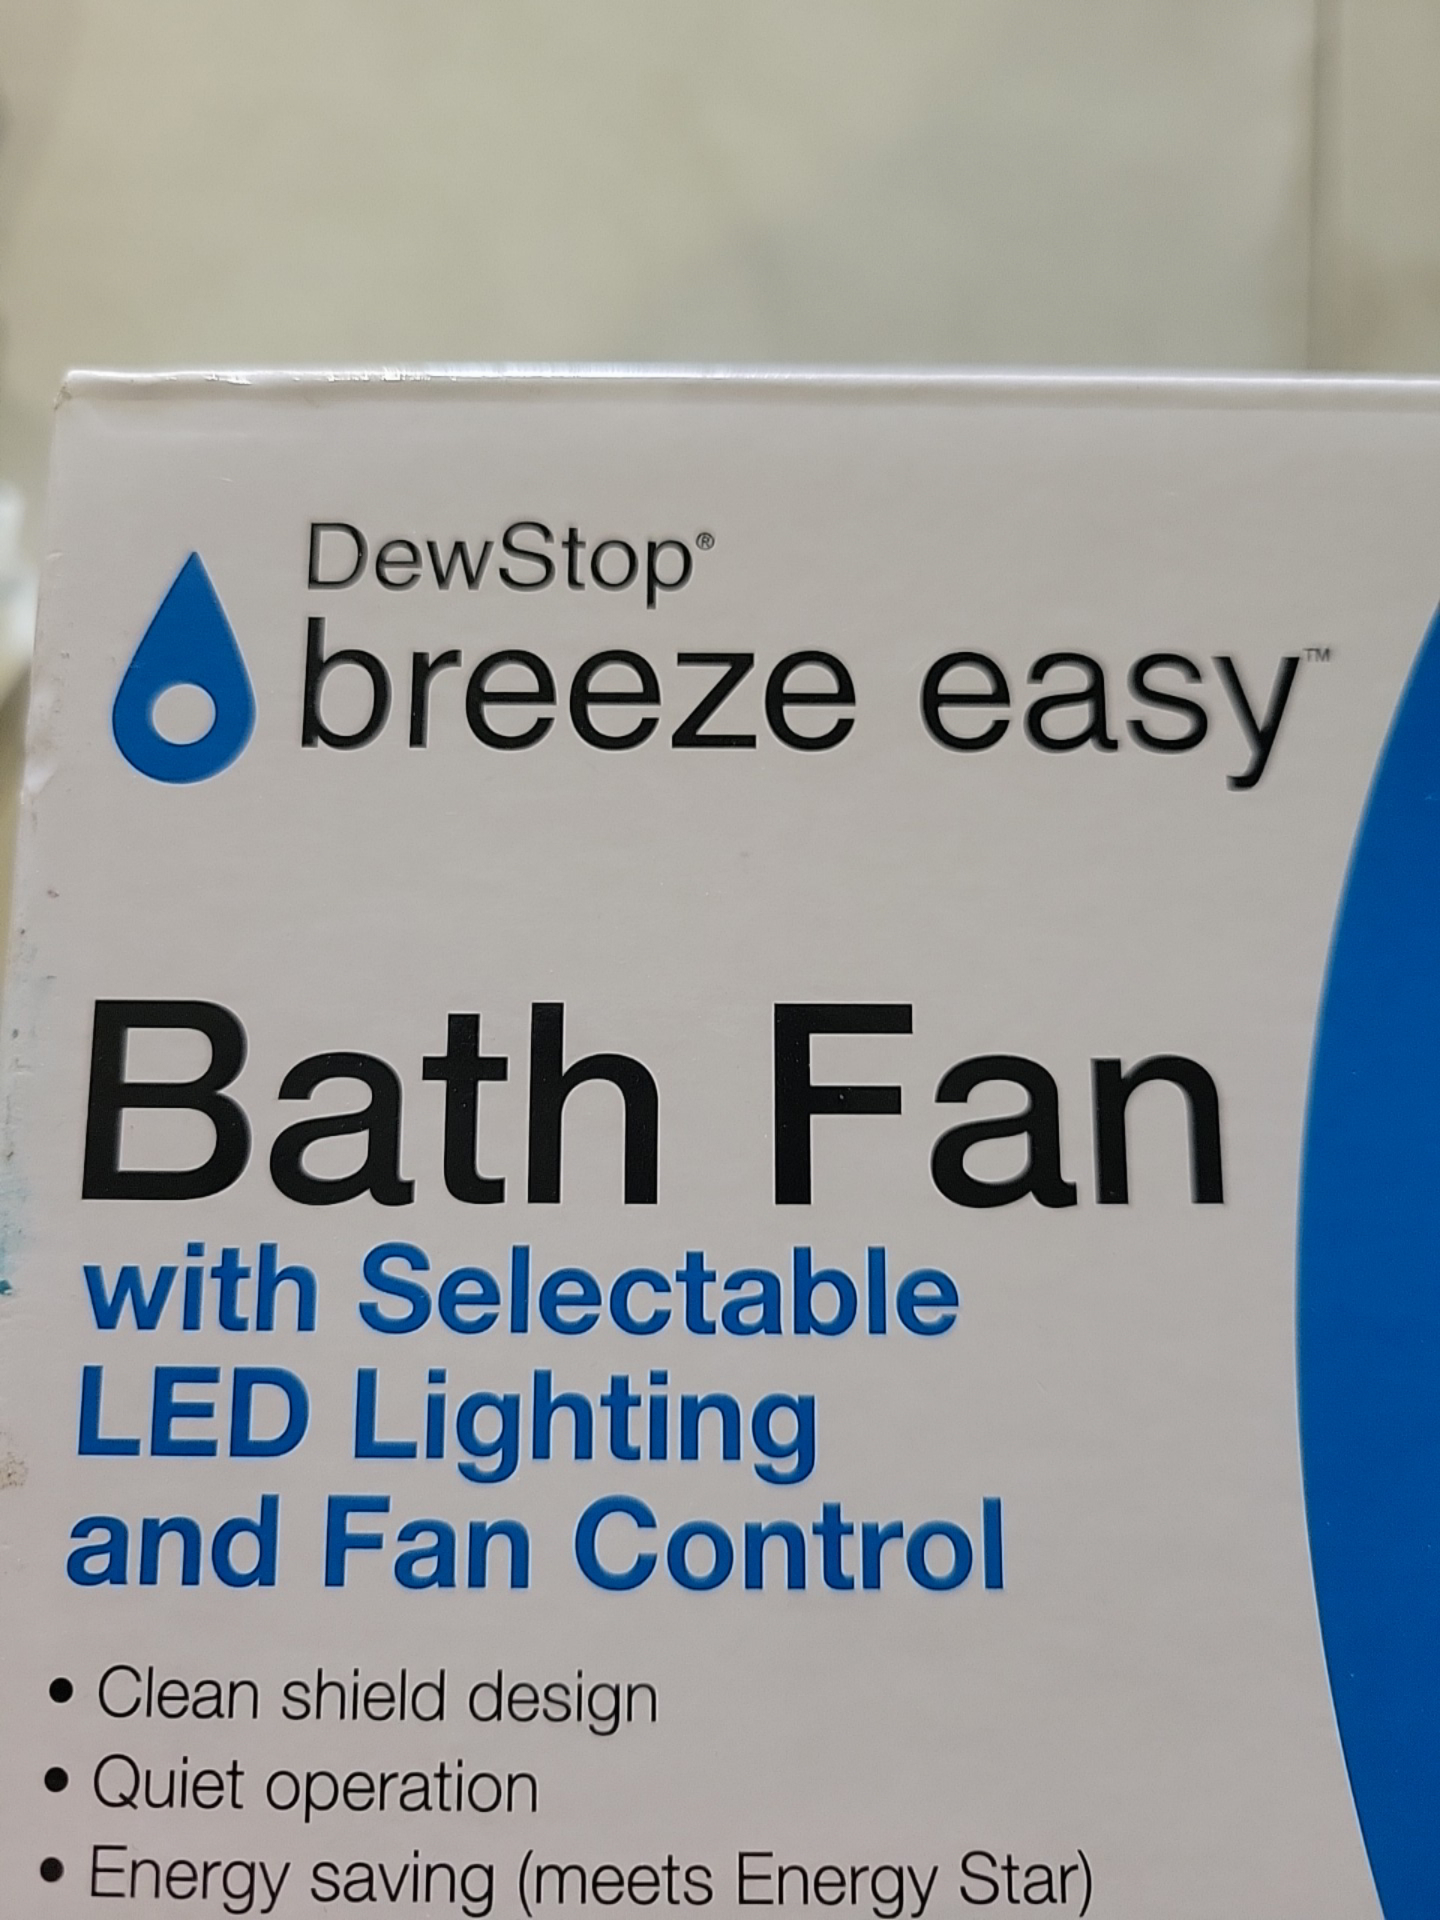 DewStop®
breeze easy™
Bath Fan
with Selectable
LED Lighting
and Fan Control
• Clean shield design
• Quiet operation
• Energy saving (meets Energy Star)